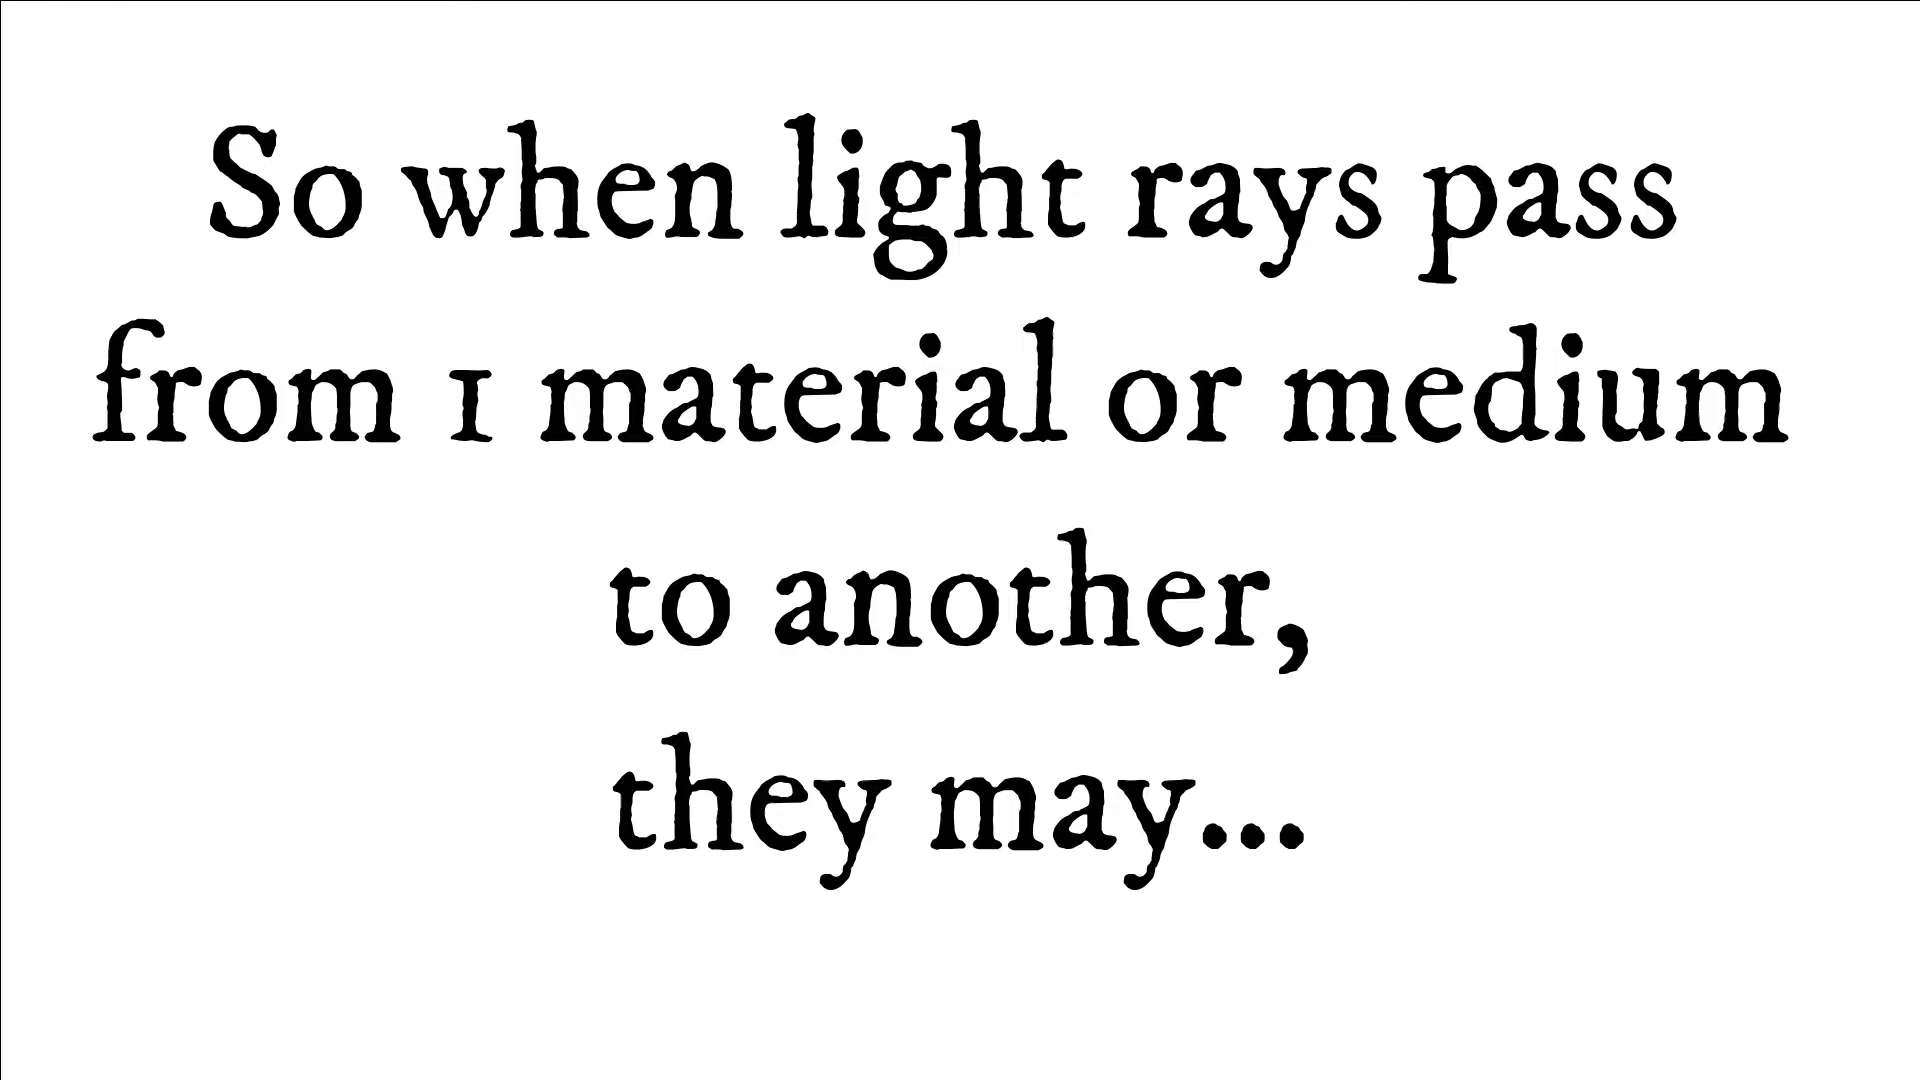 So when light rays pass
from 1 material or medium
to another,
they may...